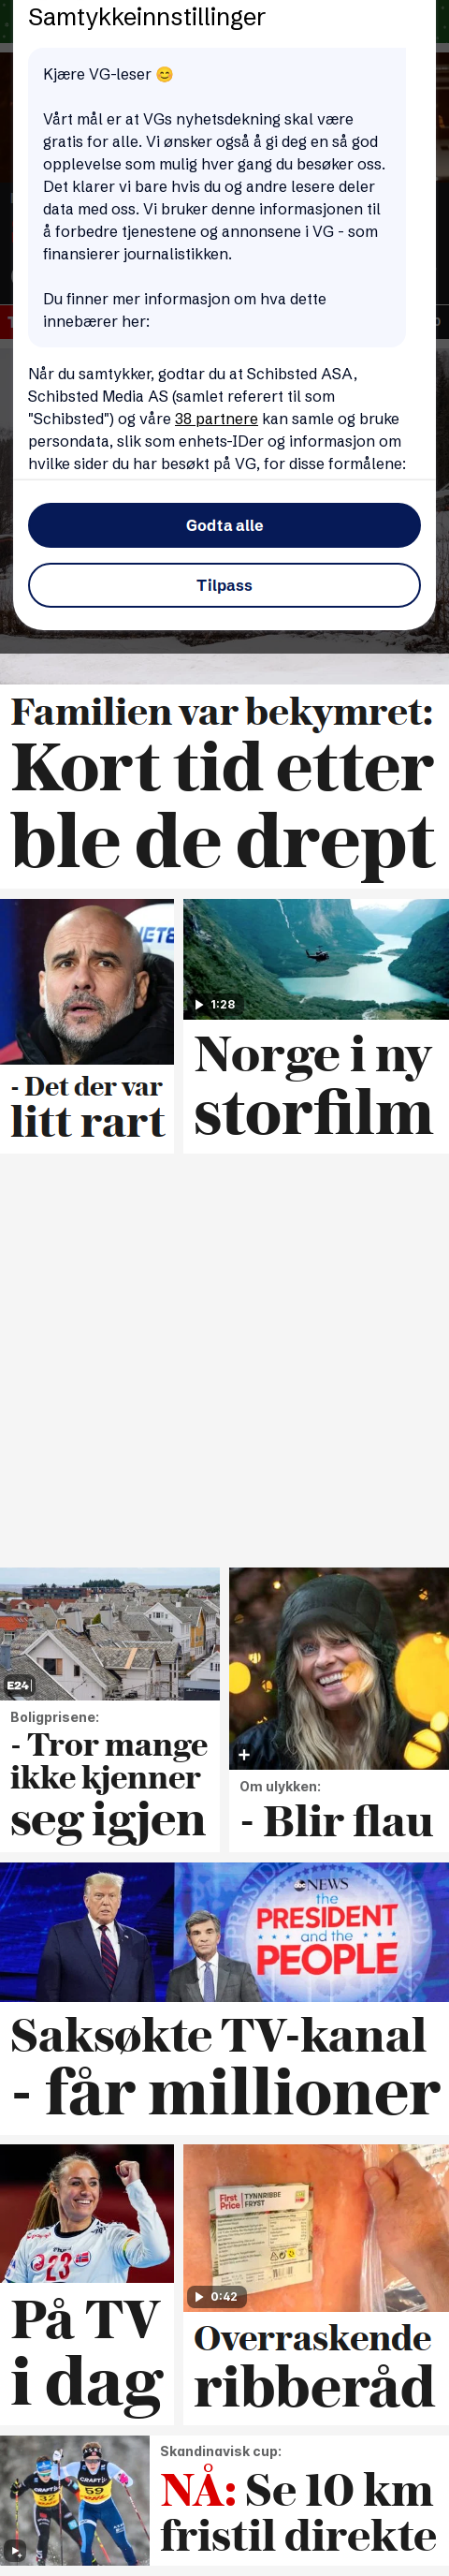 Samtykkeinnstillinger
Kjære VG-leser 😊
Vårt mål er at VGs nyhetsdekning skal være
gratis for alle. Vi ønsker også å gi deg en så god
opplevelse som mulig hver gang du besøker oss.
Det klarer vi bare hvis du og andre lesere deler
data med oss. Vi bruker denne informasjonen til
å forbedre tjenestene og annonsene i VG - som
finansierer journalistikken.
Du finner mer informasjon om hva dette
innebærer her:
Når du samtykker, godtar du at Schibsted ASA,
Schibsted Media AS (samlet referert til som
"Schibsted") og våre 38 partnere kan samle og bruke
persondata, slik som enhets-IDer og informasjon om
hvilke sider du har besøkt på VG, for disse formålene:
Godta alle
Tilpass
Familien var bekymret:
Kort tid etter
ble de drept
1:28
- Det der var
litt rart
Norge i ny
storfilm
E24
Boligprisene:
- Tror mange
ikke kjenner
seg igjen
Om ulykken:
- Blir flau
abc NEWS
the
PRESIDENT
and the
PEOPLE
Saksøkte TV-kanal
- får millioner
23
På TV
i dag
First
Price
TYNNRIBBE
FRYST
0:42
Overraskende
ribberåd
CRAFT
32
CRAFT
59
Skandinavisk cup:
NÅ: Se 10 km
fristil direkte